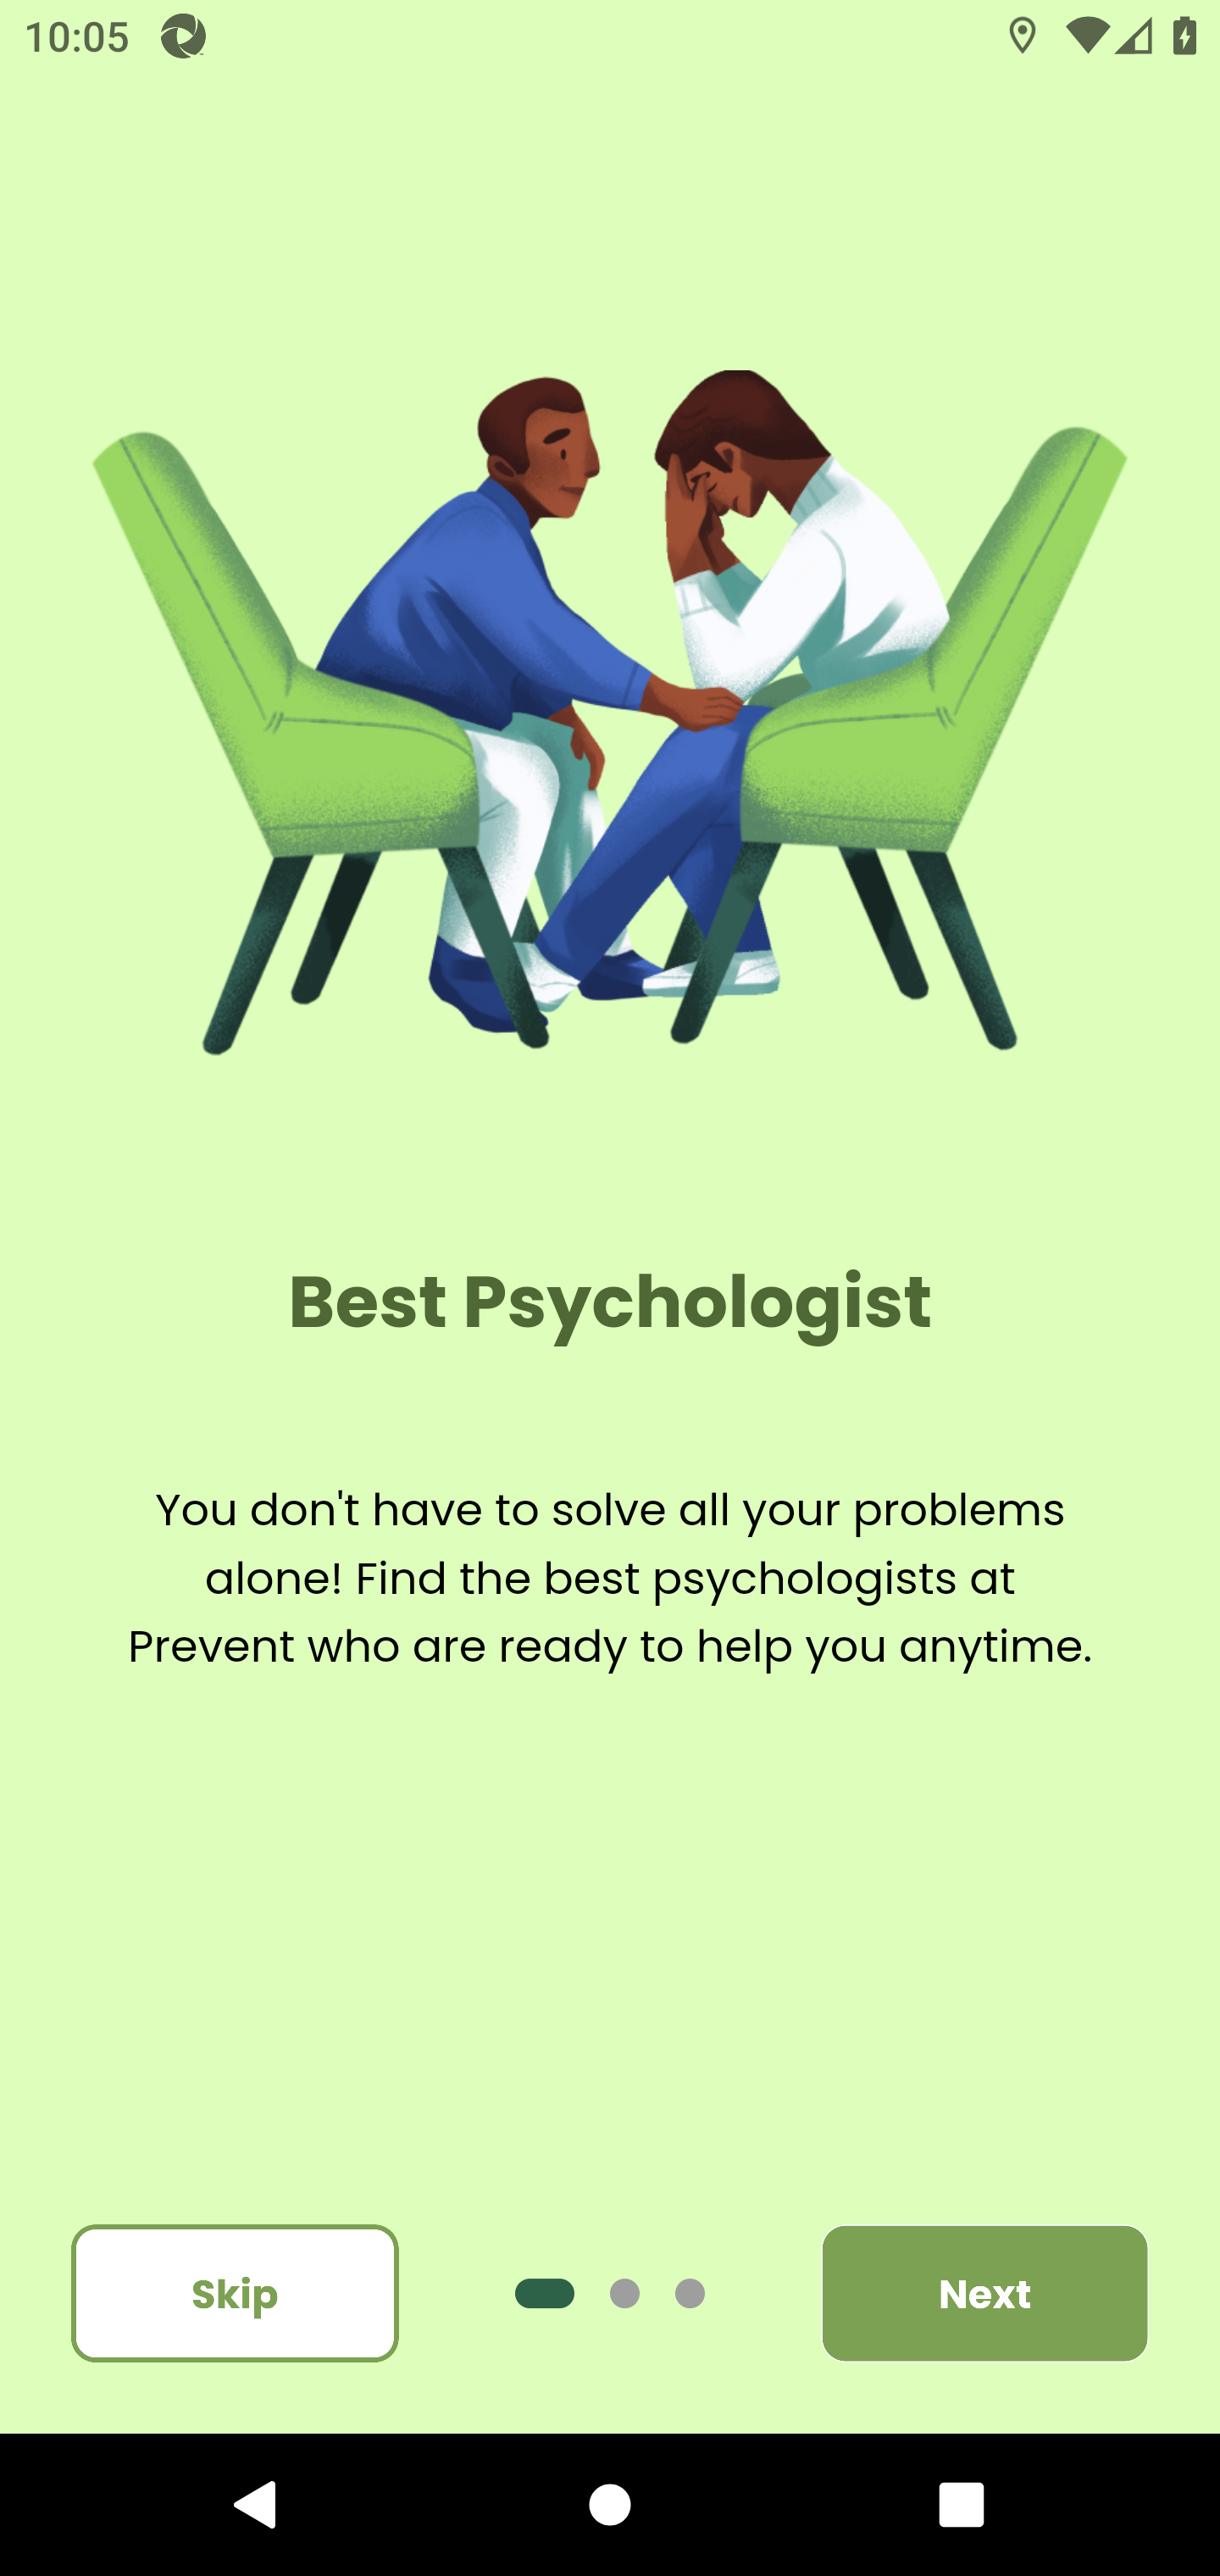 10:05
Best Psychologist
You don't have to solve all your problems
alone! Find the best psychologists at
Prevent who are ready to help you anytime.
Skip
Next